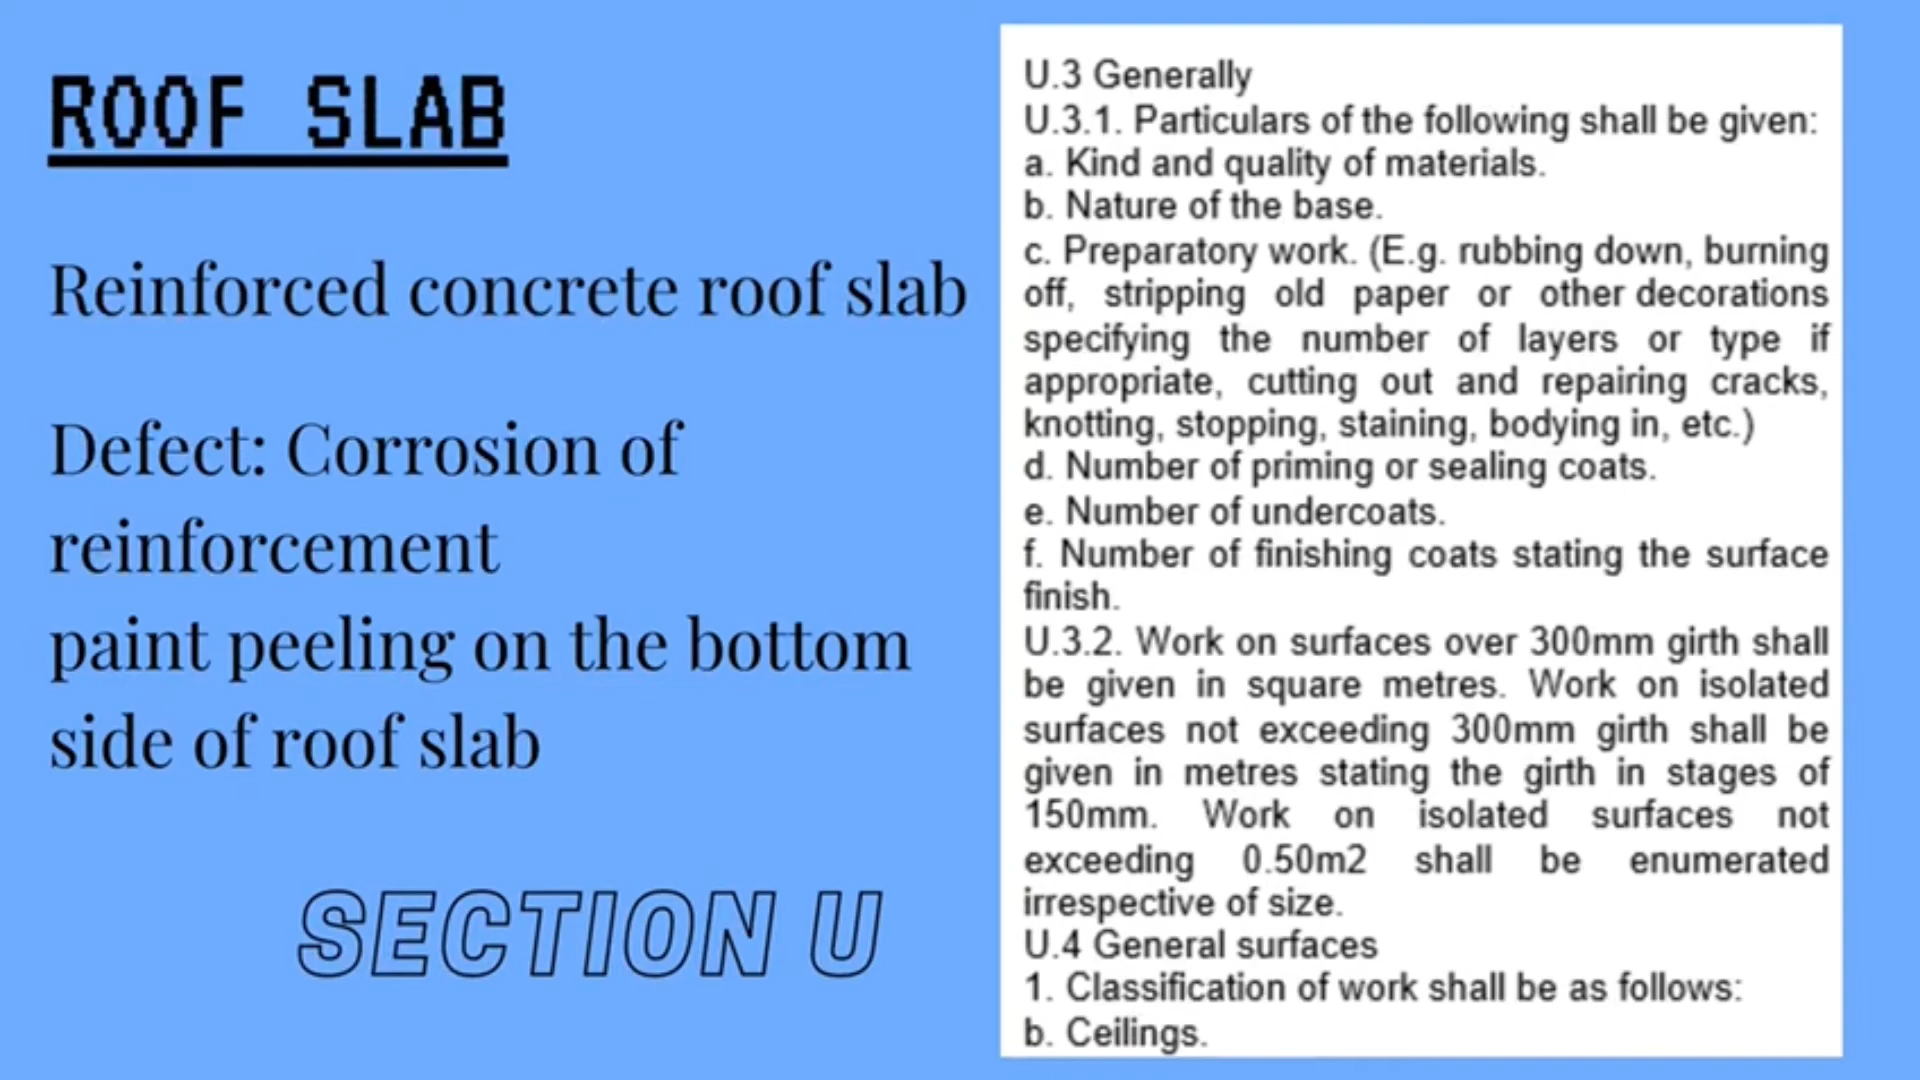 ROOF SLAB
Reinforced concrete roof slab
Defect: Corrosion of
reinforcement
paint peeling on the bottom
side of roof slab
SECTION U
U.3 Generally
U.3.1. Particulars of the following shall be given:
a. Kind and quality of materials.
b. Nature of the base.
c. Preparatory work. (E.g. rubbing down, burning
off, stripping old paper or other decorations
specifying the number of layers or type if
appropriate, cutting out and repairing cracks,
knotting, stopping, staining, bodying in, etc.)
d. Number of priming or sealing coats.
e. Number of undercoats.
f. Number of finishing coats stating the surface
finish.
U.3.2. Work on surfaces over 300mm girth shall
be given in square metres. Work on isolated
surfaces not exceeding 300mm girth shall be
given in metres stating the girth in stages of
150mm. Work on isolated surfaces not
exceeding 0.50m2 shall be enumerated
irrespective of size.
U.4 General surfaces
1. Classification of work shall be as follows:
b. Ceilings.